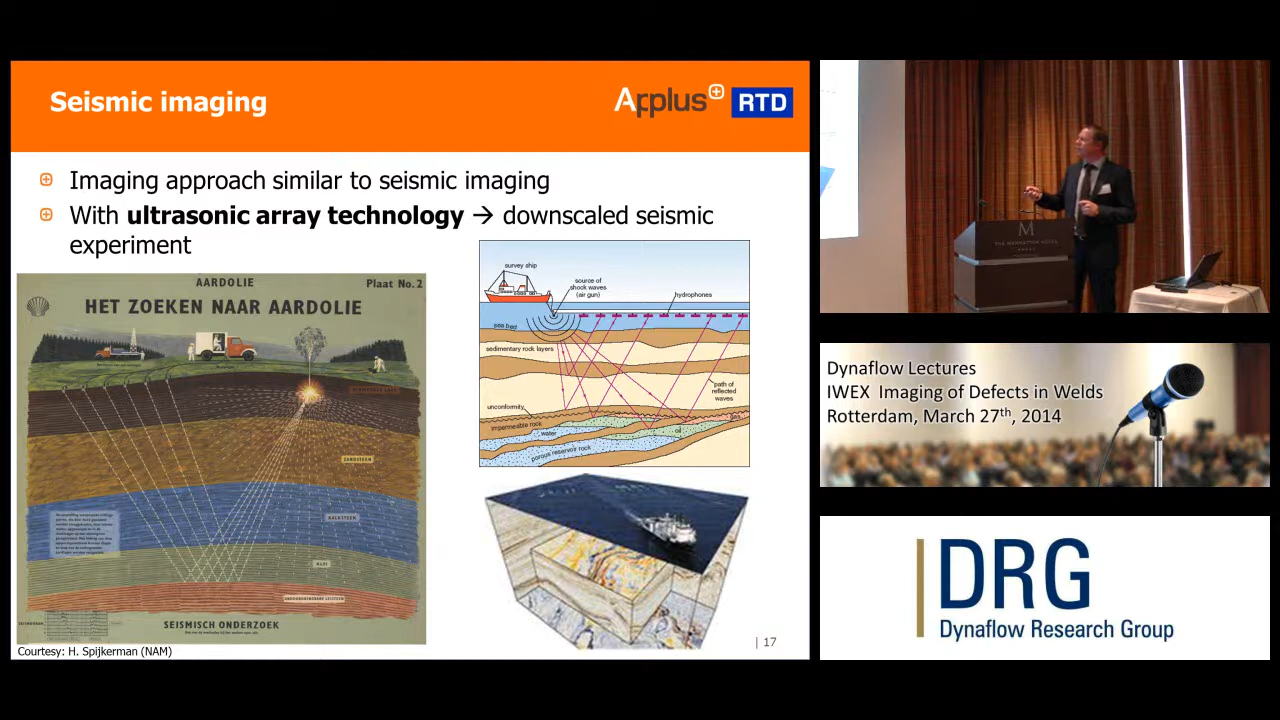 Seismic imaging
Applus+
RTD
Imaging approach similar to seismic imaging
With ultrasonic array technology → downscaled seismic
experiment
AARDOLIE
Plaat No.2
HET ZOEKEN NAAR AARDOLIE
ZANDSTEEN
KALKSTEEN
KLEI
SEISMISCH ONDERZOEK
Courtesy: H. Spijkerman (NAM)
survey ship
source of
shock waves
(air gun)
hydrophones
sea bed
sedimentary rock layers
path of
reflected
waves
unconformity
impermeable rock
water
oil
gas
porous reservoir rock
| 17
M
THE MANHATTAN HOTEL
Dynaflow Lectures
IWEX Imaging of Defects in Welds
Rotterdam, March 27th, 2014
DRG
Dynaflow Research Group